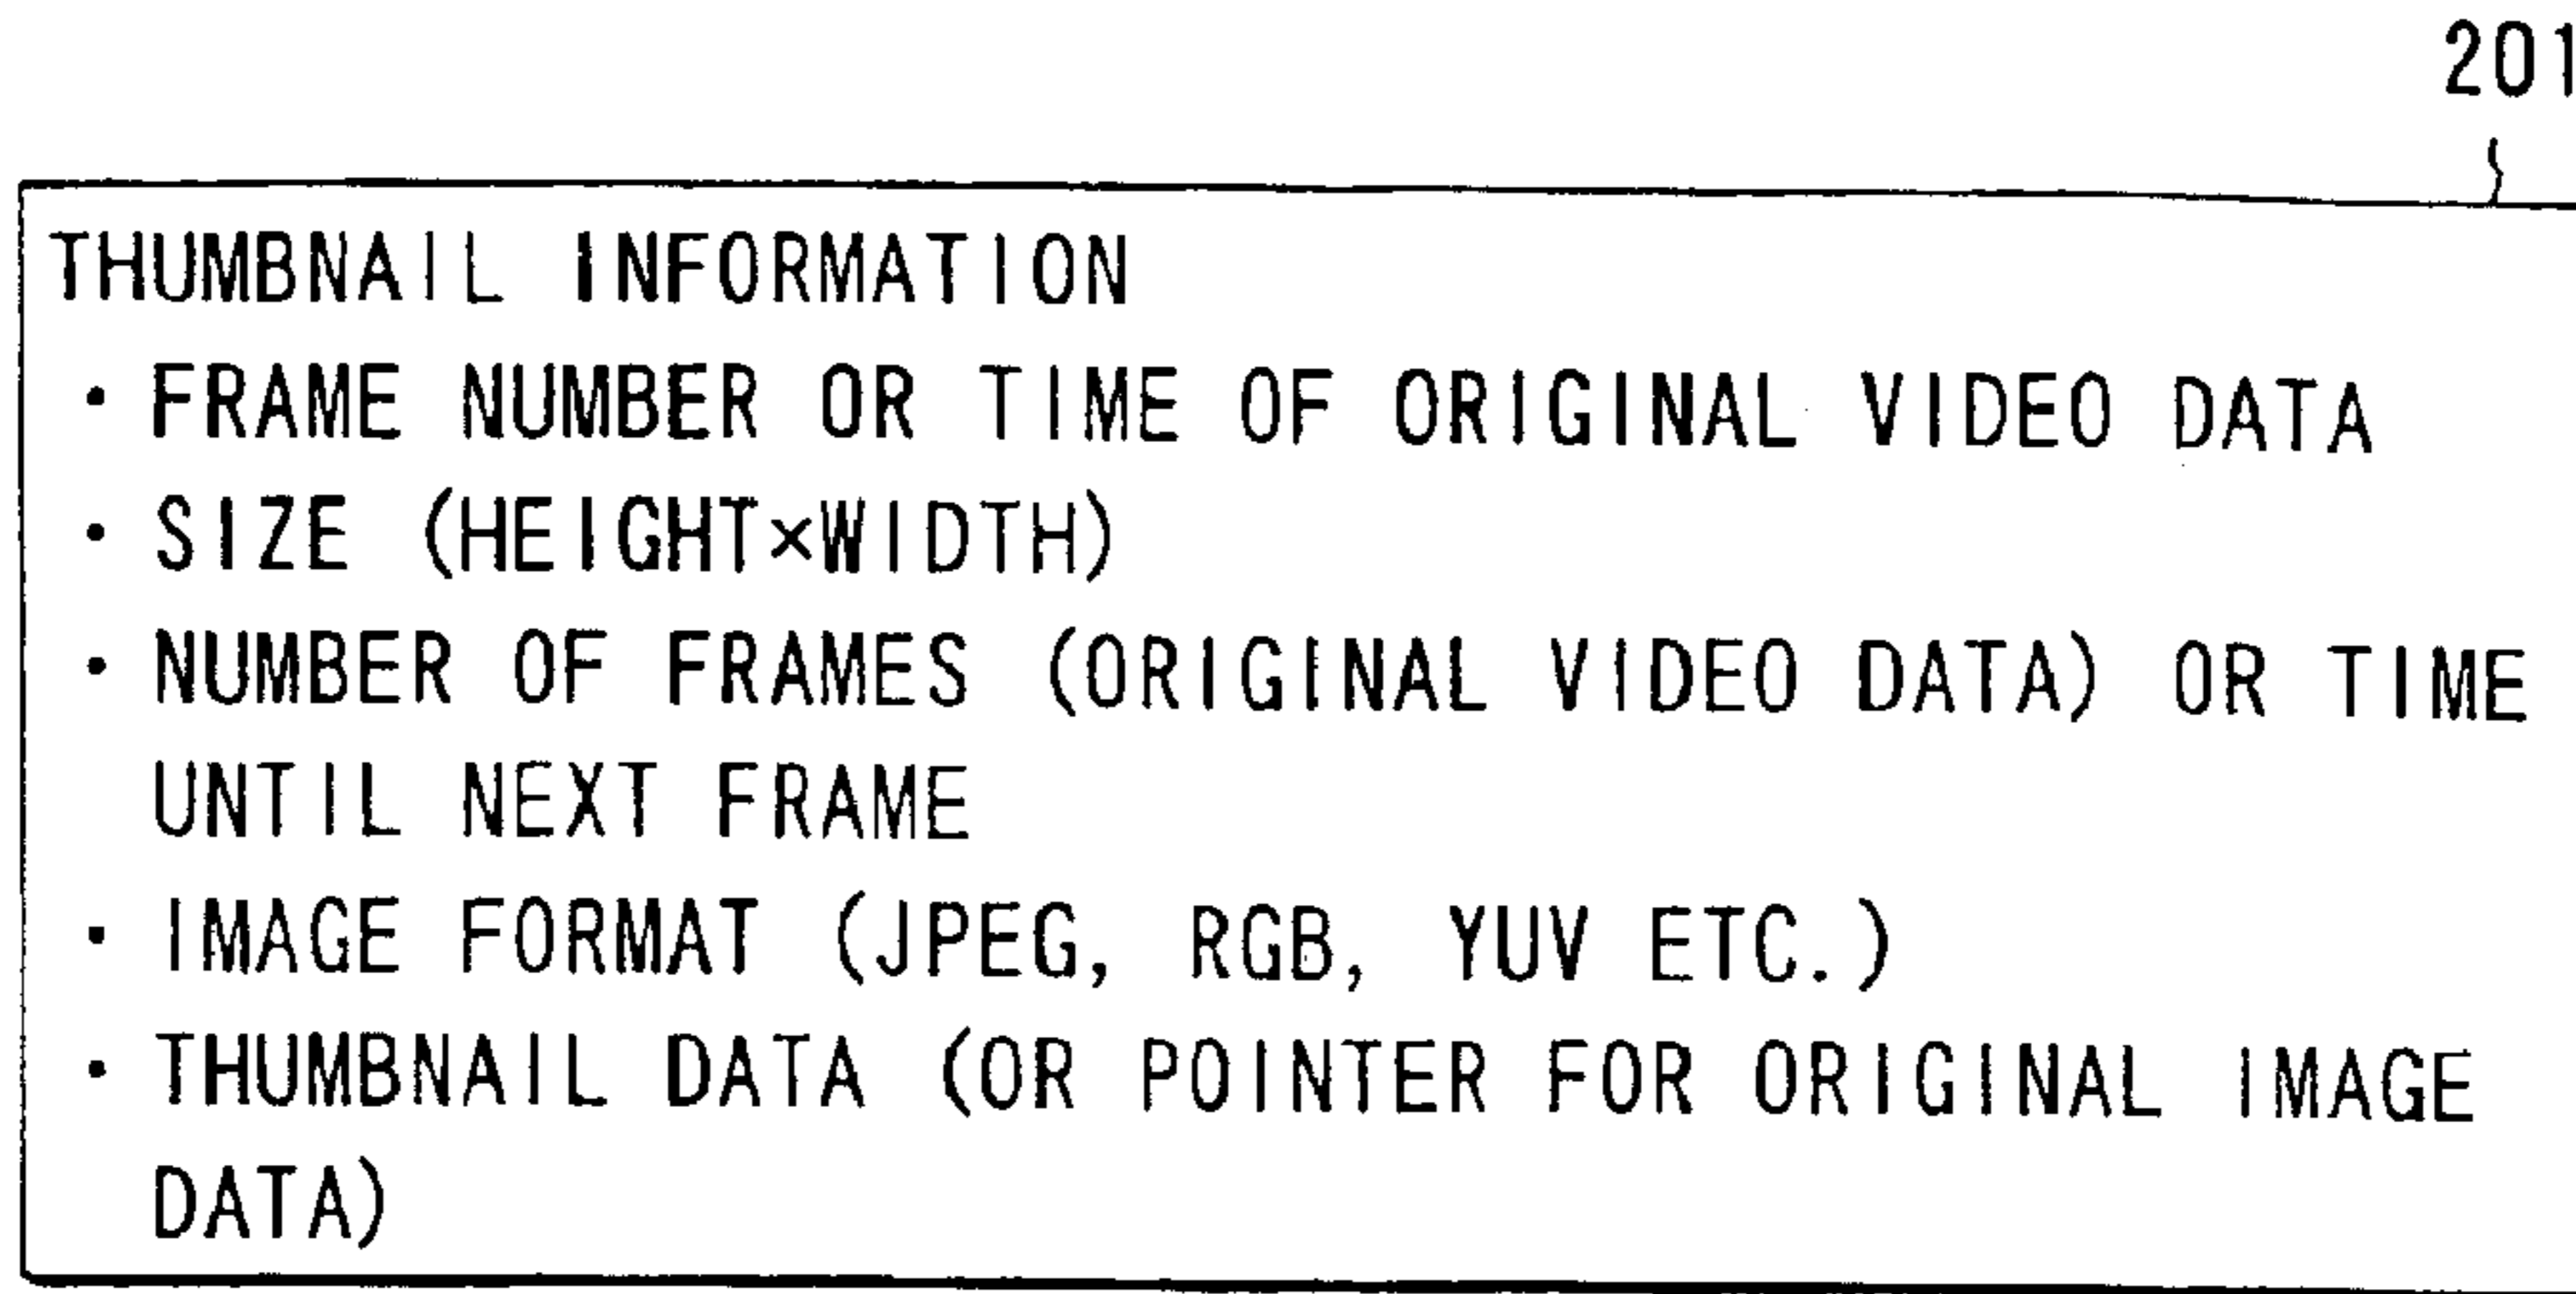 201
THUMBNAIL INFORMATION
・FRAME NUMBER OR TIME OF ORIGINAL VIDEO DATA
・SIZE (HEIGHT×WIDTH)
・NUMBER OF FRAMES (ORIGINAL VIDEO DATA) OR TIME
UNTIL NEXT FRAME
・IMAGE FORMAT (JPEG, RGB, YUV ETC.)
・THUMBNAIL DATA (OR POINTER FOR ORIGINAL IMAGE
DATA)